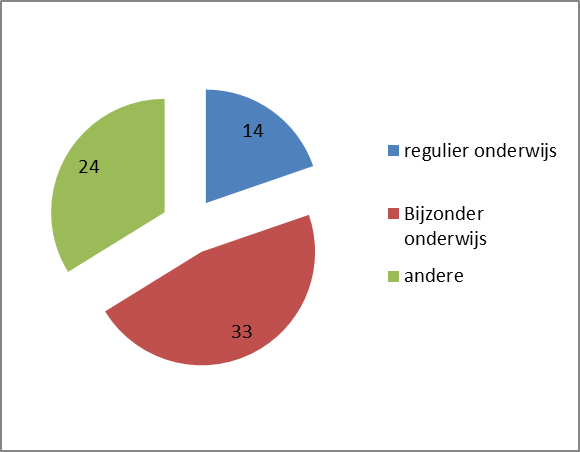 14
24
33
regulier onderwijs
Bijzonder
onderwijs
andere